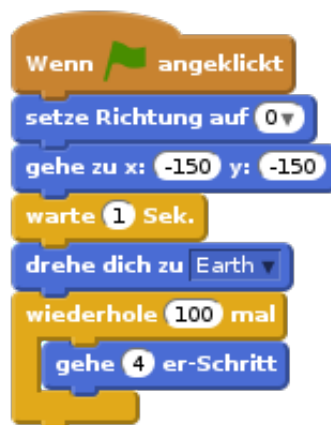 Wenn angeklickt
setze Richtung auf 0
gehe zu x: -150 y: -150
warte 1 Sek.
drehe dich zu Earth
wiederhole 100 mal
gehe 4 er-Schritt